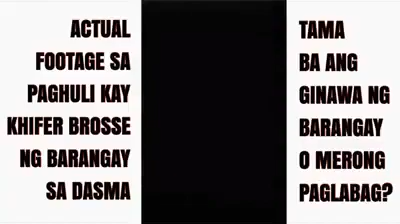 ACTUAL
FOOTAGE SA
PAGHULI KAY
KHIFER BROSSE
NG BARANGAY
SA DASMA
TAMA
BA ANG
GINAWA NG
BARANGAY
O MERONG
PAGLABAG?